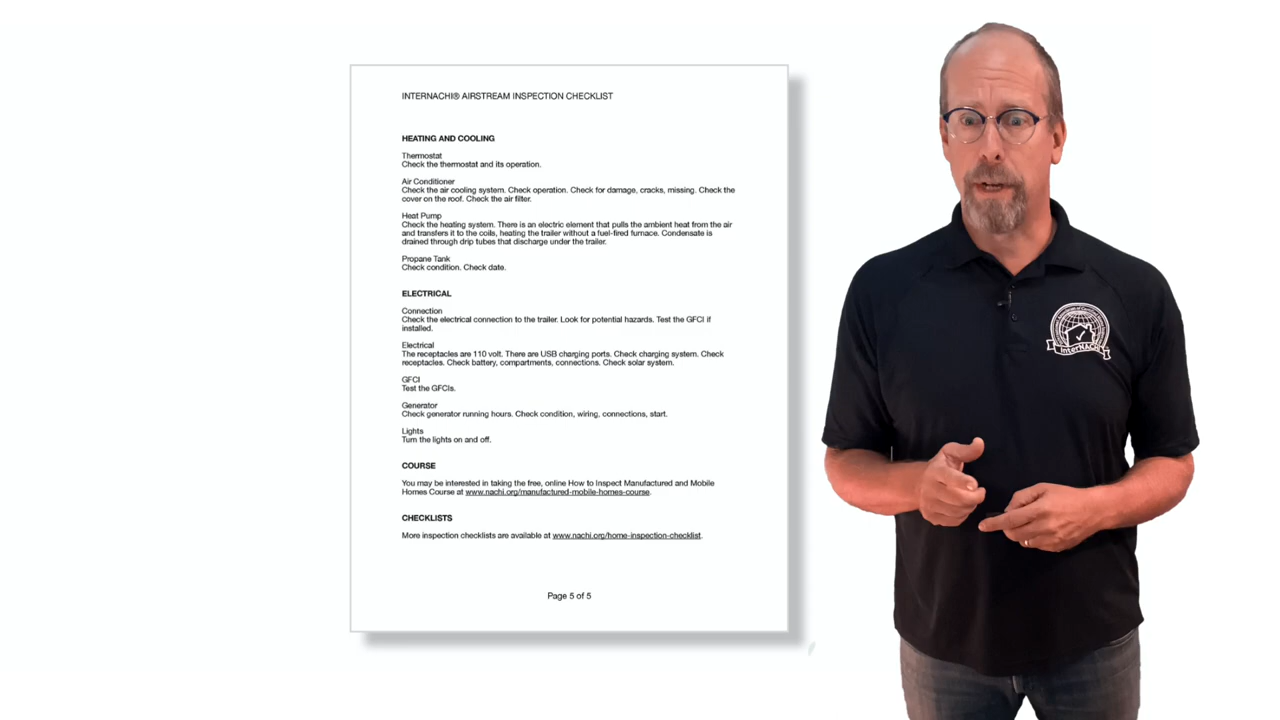 INTERNACHI® AIRSTREAM INSPECTION CHECKLIST
HEATING AND COOLING
Thermostat
Check the thermostat and its operation.
Air Conditioner
Check the air cooling system. Check operation. Check for damage, cracks, missing. Check the
cover on the roof. Check the air filter.
Heat Pump
Check the heating system. There is an electric element that pulls the ambient heat from the air
and transfers it to the coils, heating the trailer without a fuel-fired furnace. Condensate is
drained through drip tubes that discharge under the trailer.
Propane Tank
Check condition. Check date.
ELECTRICAL
Connection
Check the electrical connection to the trailer. Look for potential hazards. Test the GFCI if
installed.
Electrical
The receptacles are 110 volt. There are USB charging ports. Check charging system. Check
receptacles. Check battery, compartments, connections. Check solar system.
GFCI
Test the GFCIs.
Generator
Check generator running hours. Check condition, wiring, connections, start.
Lights
Turn the lights on and off.
COURSE
You may be interested in taking the free, online How to Inspect Manufactured and Mobile
Homes Course at www.nachi.org/manufactured-mobile-homes-course.
CHECKLISTS
More inspection checklists are available at www.nachi.org/home-inspection-checklist.
Page 5 of 5
InterNACHI